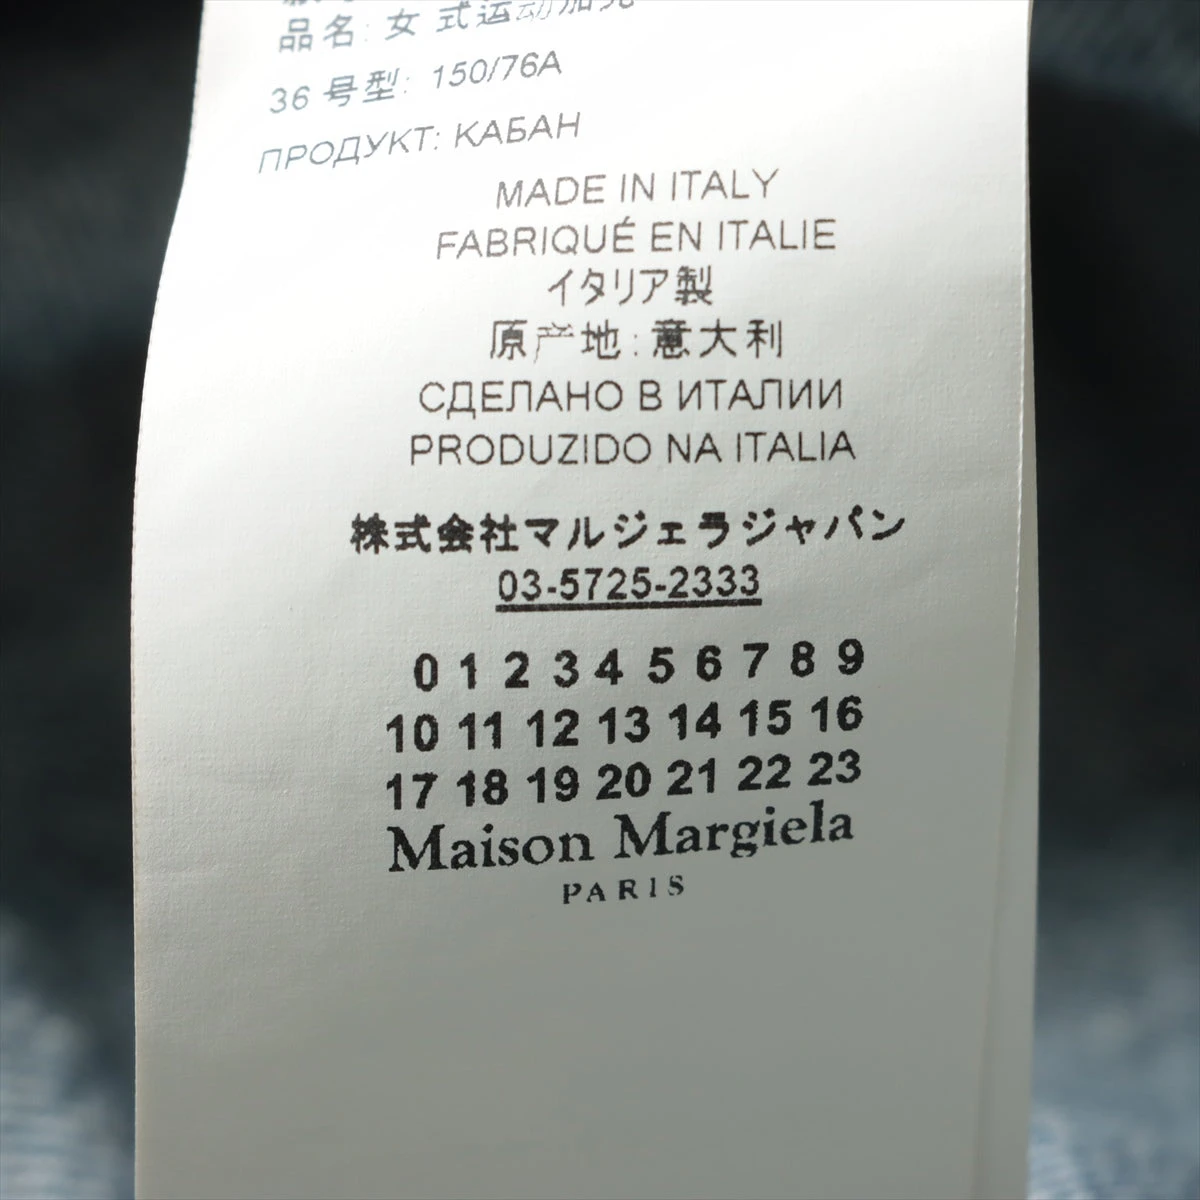 品名: 女 式运动加克
36 号型: 150/76A
ПРОДУКТ: КАБАН
MADE IN ITALY
FABRIQUÉ EN ITALIE
イタリア製
原产地: 意大利
СДЕЛАНО В ИТАЛИИ
PRODUZIDO NA ITALIA
株式会社マルジェラジャパン
03-5725-2333
0 1 2 3 4 5 6 7 8 9
10 11 12 13 14 15 16
17 18 19 20 21 22 23
Maison Margiela
PARIS